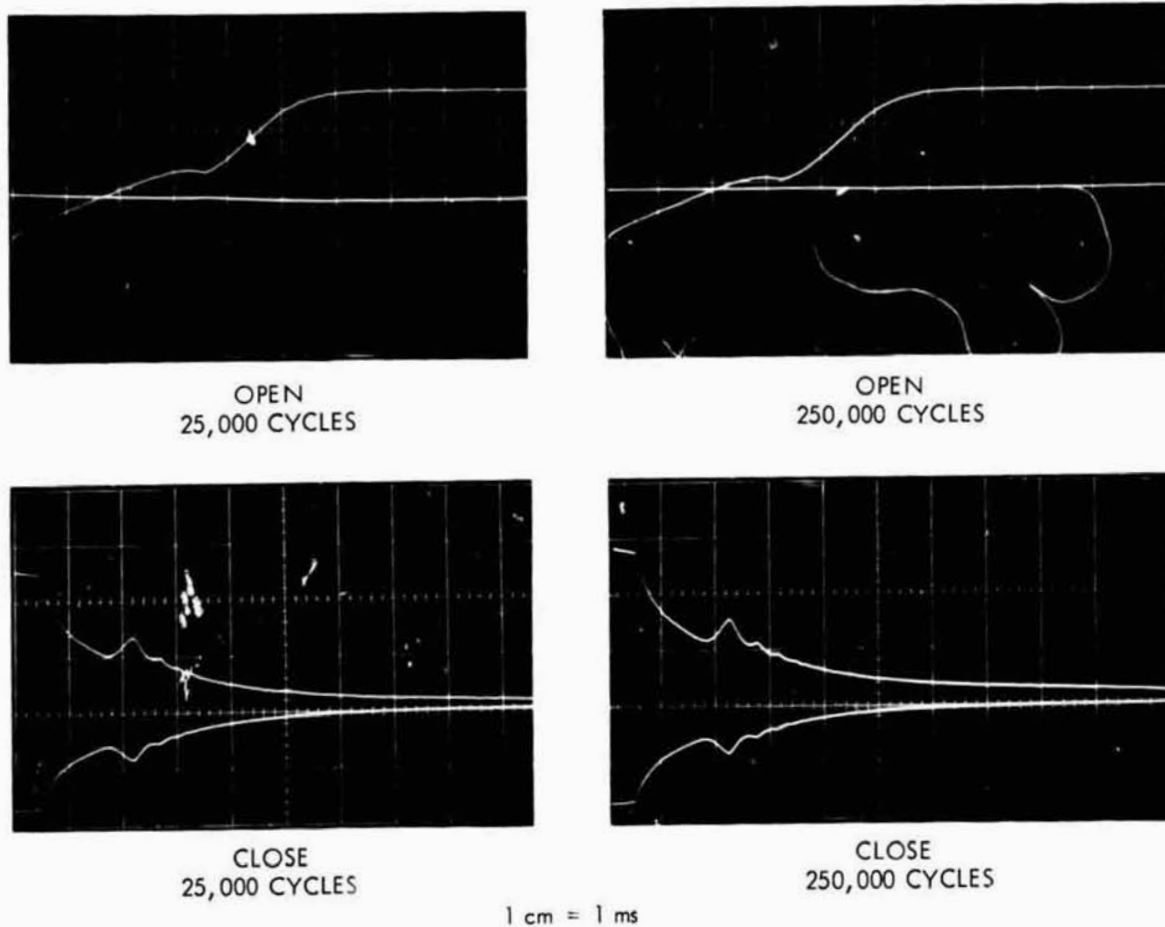 OPEN
25,000 CYCLES
OPEN
250,000 CYCLES
CLOSE
25,000 CYCLES
CLOSE
250,000 CYCLES
1 cm = 1 ms